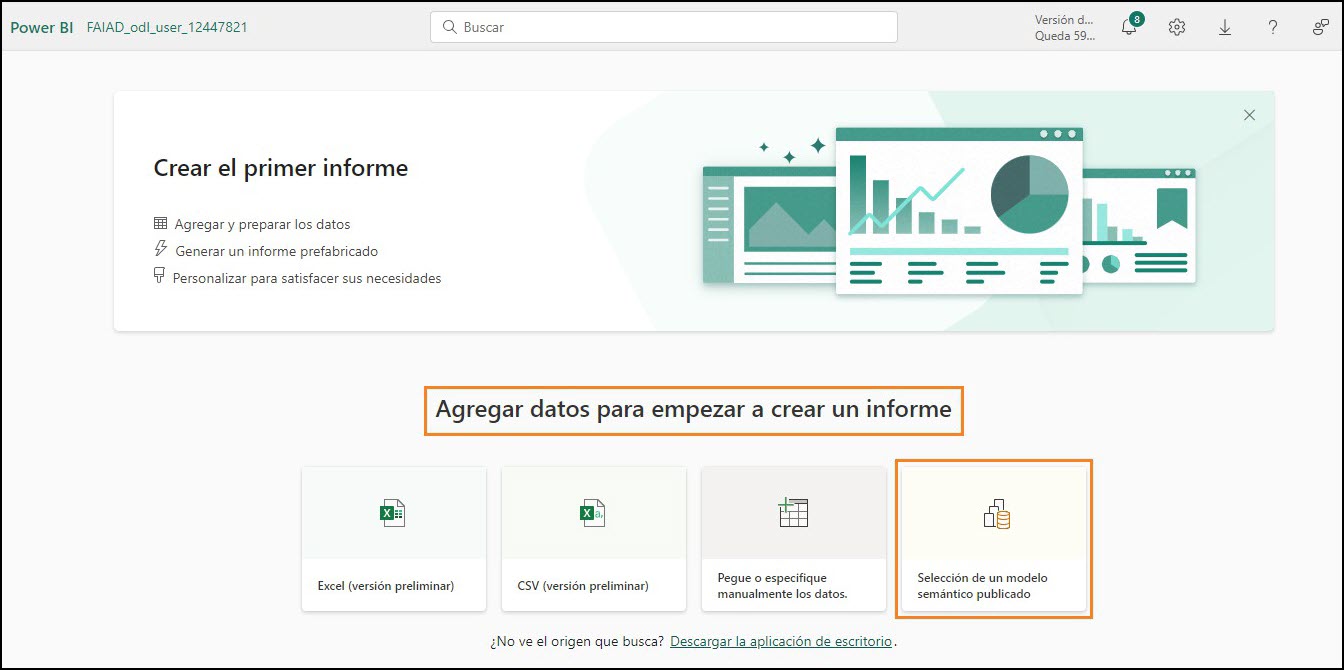 Power BI FAIAD_odl_user_12447821
Buscar
Versión d...
Queda 59...
8
Crear el primer informe
Agregar y preparar los datos
Generar un informe prefabricado
Personalizar para satisfacer sus necesidades
Agregar datos para empezar a crear un informe
Excel (versión preliminar)
CSV (versión preliminar)
Pegue o especifique
manualmente los datos.
Selección de un modelo
semántico publicado
¿No ve el origen que busca? Descargar la aplicación de escritorio.